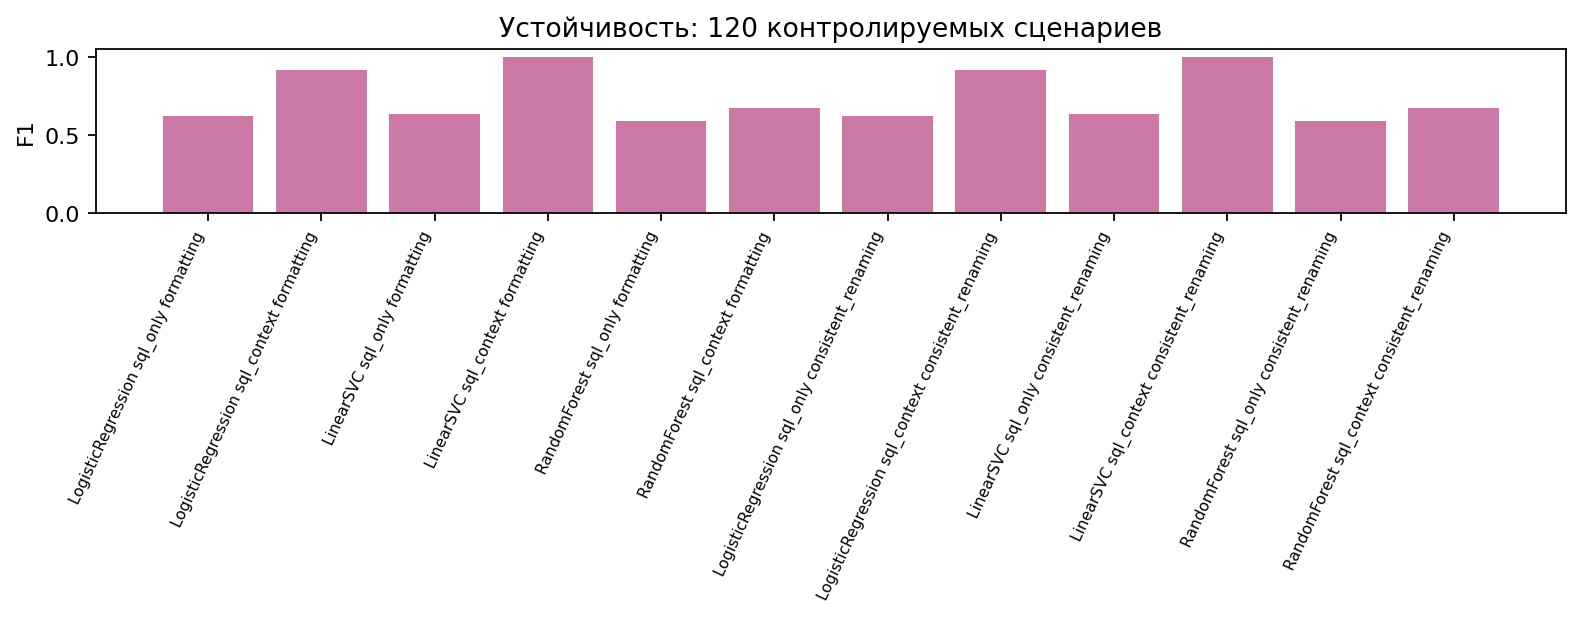 Устойчивость: 120 контролируемых сценариев
F1
1.0
0.5
0.0
LogisticRegression sql_only formatting
LogisticRegression sql_context formatting
LinearSVC sql_only formatting
LinearSVC sql_context formatting
RandomForest sql_only formatting
RandomForest sql_context formatting
LogisticRegression sql_only consistent_renaming
LogisticRegression sql_context consistent_renaming
LinearSVC sql_only consistent_renaming
LinearSVC sql_context consistent_renaming
RandomForest sql_only consistent_renaming
RandomForest sql_context consistent_renaming